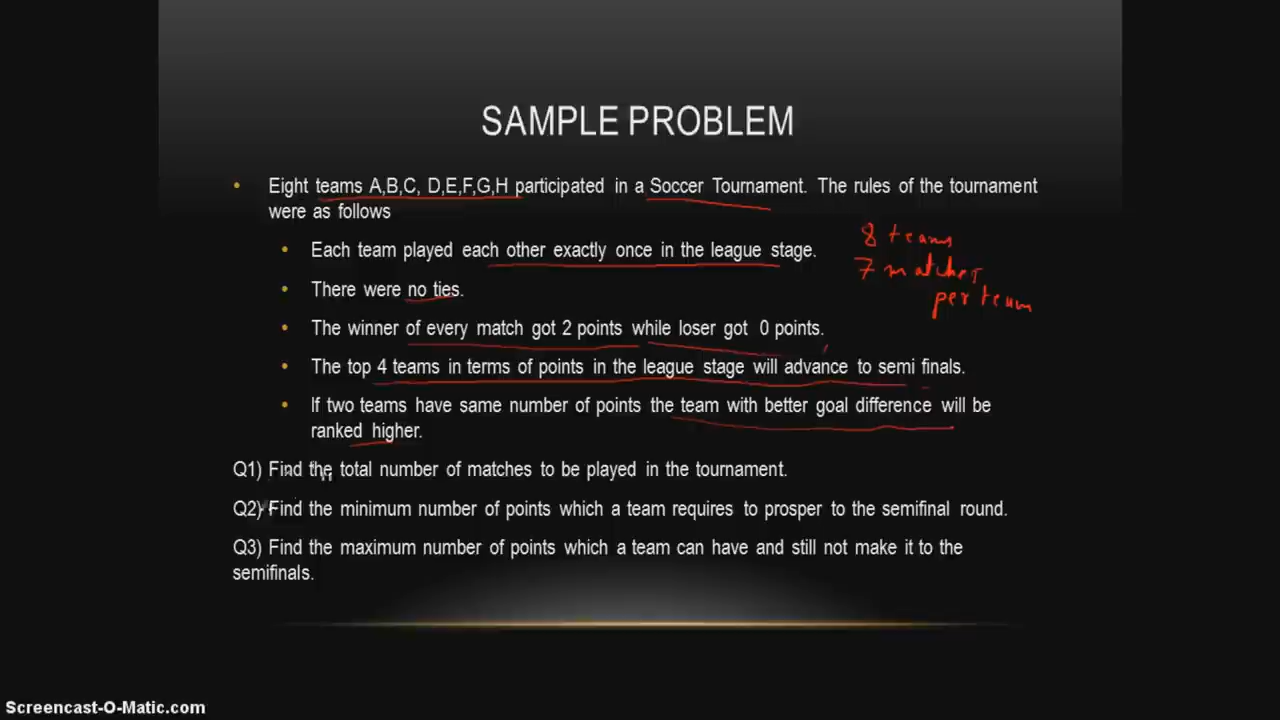 SAMPLE PROBLEM
• Eight teams A,B,C, D,E,F,G,H participated in a Soccer Tournament. The rules of the tournament
were as follows
• Each team played each other exactly once in the league stage.
8 teams
7 matches
per team
• There were no ties.
• The winner of every match got 2 points while loser got 0 points.
• The top 4 teams in terms of points in the league stage will advance to semi finals.
• If two teams have same number of points the team with better goal difference will be
ranked higher.
Q1) Find the total number of matches to be played in the tournament.
Q2) Find the minimum number of points which a team requires to prosper to the semifinal round.
Q3) Find the maximum number of points which a team can have and still not make it to the
semifinals.
Screencast-O-Matic.com